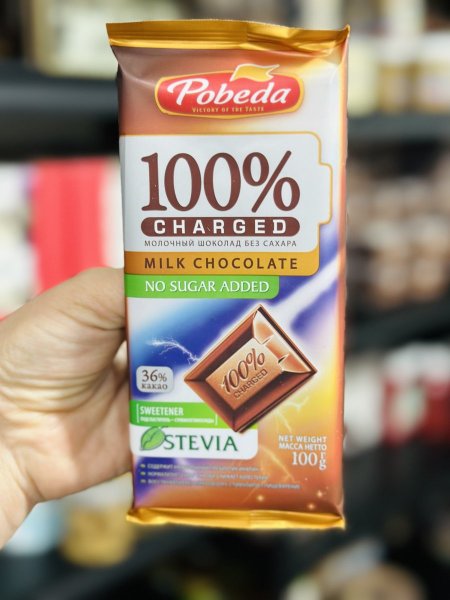 Pobeda
VICTORY OF THE TASTE
100%
CHARGED
МОЛОЧНЫЙ ШОКОЛАД БЕЗ САХАРА
MILK CHOCOLATE
NO SUGAR ADDED
100%
CHARGED
36%
какао
SWEETENER
STEVIA
NET WEIGHT
МАССА НЕТТО
100 г g